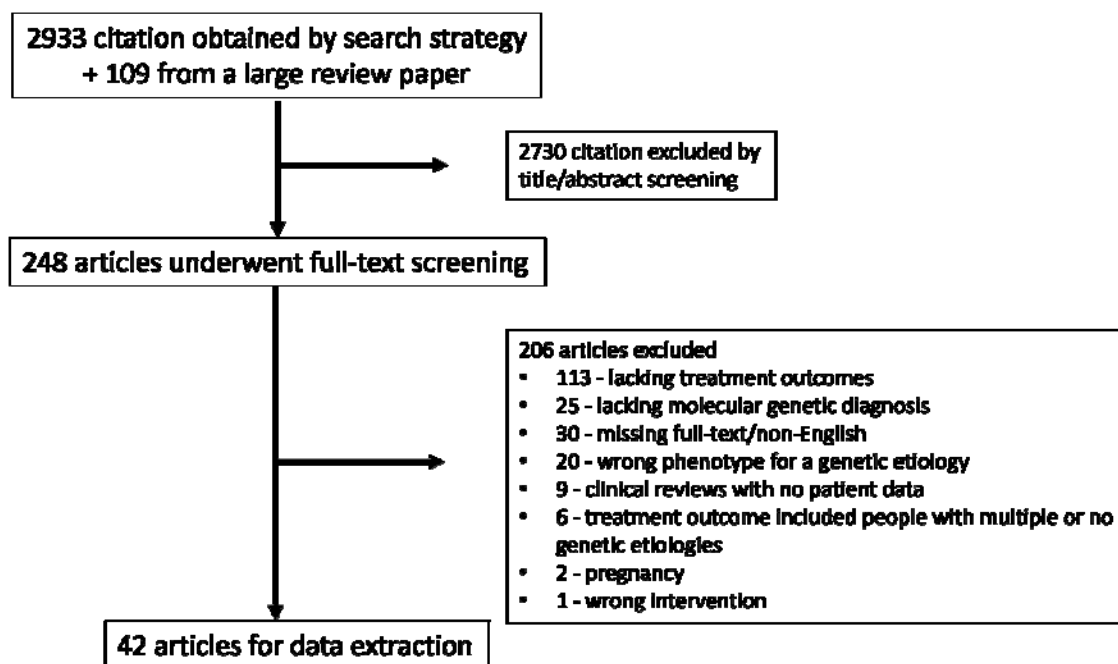 2933 citation obtained by search strategy
+ 109 from a large review paper
2730 citation excluded by
title/abstract screening
248 articles underwent full-text screening
206 articles excluded
• 113 - lacking treatment outcomes
• 25 - lacking molecular genetic diagnosis
• 30 - missing full-text/non-English
• 20 - wrong phenotype for a genetic etiology
• 9 - clinical reviews with no patient data
• 6 - treatment outcome included people with multiple or no
genetic etiologies
• 2 - pregnancy
• 1 - wrong intervention
42 articles for data extraction